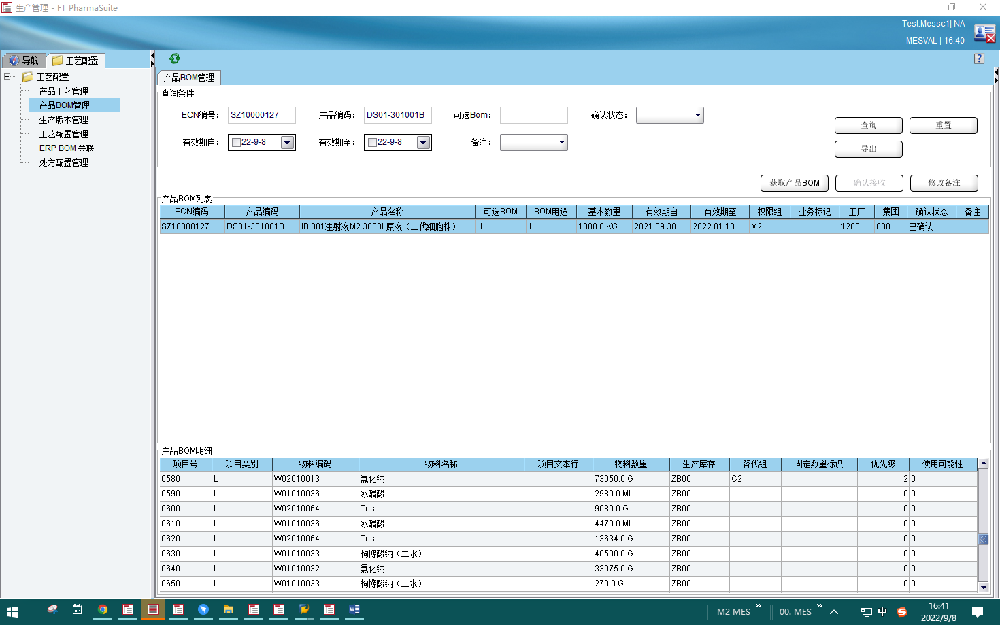 生产管理 - FT PharmaSuite
---Test.Messc1| NA
MESVAL | 16:40
导航 工艺配置
工艺配置
产品工艺管理
产品BOM管理
生产版本管理
工艺配置管理
ERP BOM 关联
处方配置管理
?
产品BOM管理
查询条件
ECN编号： SZ10000127 产品编码： DS01-301001B 可选Bom： 确认状态：
有效期自： 22-9-8 有效期至： 22-9-8 备注：
查询 重置
导出
获取产品BOM 确认接收 修改备注
产品BOM列表
ECN编码 产品编码 产品名称 可选BOM BOM用途 基本数量 有效期自 有效期至 权限组 业务标记 工厂 集团 确认状态 备注
SZ10000127 DS01-301001B IBI301注射液M2 3000L原液（二代细胞株） I1 1 1000.0 KG 2021.09.30 2022.01.18 M2 1200 800 已确认
产品BOM明细
项目号 项目类别 物料编码 物料名称 项目文本行 物料数量 生产库存 替代组 固定数量标识 优先级 使用可能性
0580 L W02010013 氯化钠 73050.0 G ZB00 C2 2 0
0590 L W01010036 冰醋酸 2980.0 ML ZB00 0 0
0600 L W02010064 Tris 9089.0 G ZB00 0 0
0610 L W01010036 冰醋酸 4470.0 ML ZB00 0 0
0620 L W02010064 Tris 13634.0 G ZB00 0 0
0630 L W01010033 枸橼酸钠（二水） 40500.0 G ZB00 0 0
0640 L W01010032 氯化钠 33075.0 G ZB00 0 0
0650 L W01010033 枸橼酸钠（二水） 270.0 G ZB00 0 0
M2 MES 00. MES 中 16:41
2022/9/8